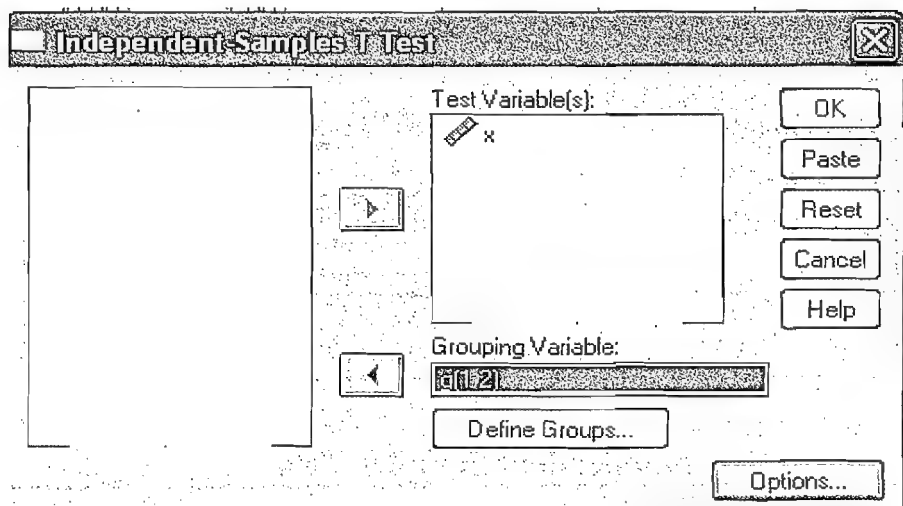 Independent-Samples T Test
Test Variable(s):
x
OK
Paste
Reset
Cancel
Help
Grouping Variable:
Define Groups...
Options...